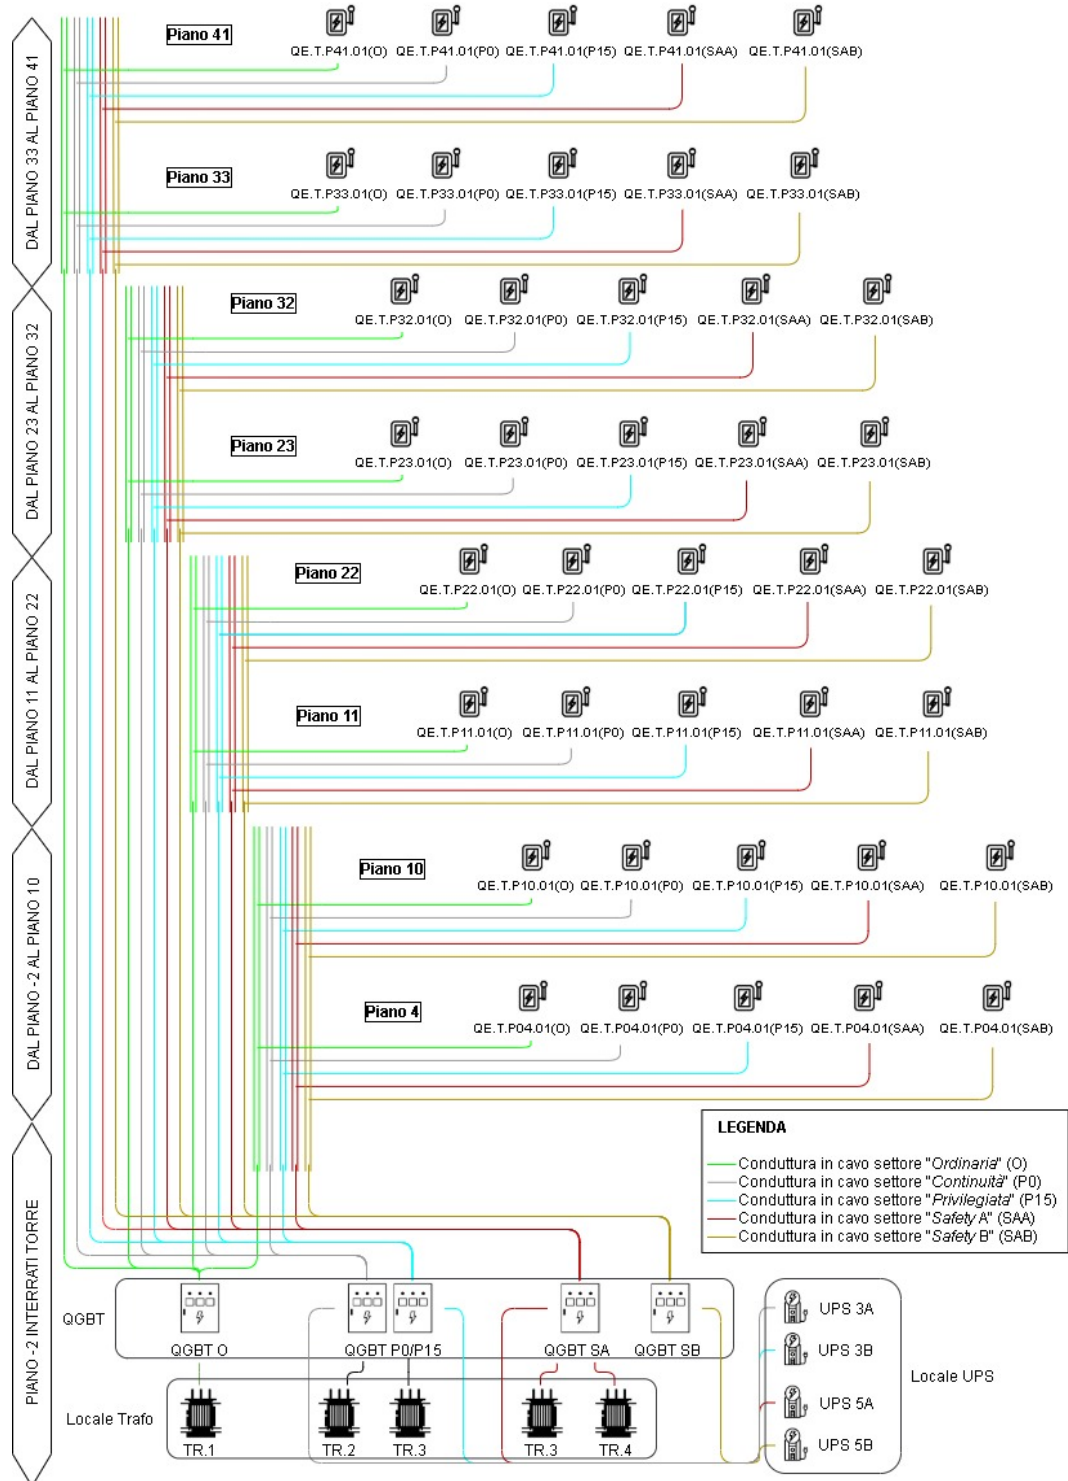 DAL PIANO 33 AL PIANO 41
Piano 41
QE.T.P41.01(O) QE.T.P41.01(P0) QE.T.P41.01(P15) QE.T.P41.01(SAA) QE.T.P41.01(SAB)
Piano 33
QE.T.P33.01(O) QE.T.P33.01(P0) QE.T.P33.01(P15) QE.T.P33.01(SAA) QE.T.P33.01(SAB)
DAL PIANO 23 AL PIANO 32
Piano 32
QE.T.P32.01(O) QE.T.P32.01(P0) QE.T.P32.01(P15) QE.T.P32.01(SAA) QE.T.P32.01(SAB)
Piano 23
QE.T.P23.01(O) QE.T.P23.01(P0) QE.T.P23.01(P15) QE.T.P23.01(SAA) QE.T.P23.01(SAB)
DAL PIANO 11 AL PIANO 22
Piano 22
QE.T.P22.01(O) QE.T.P22.01(P0) QE.T.P22.01(P15) QE.T.P22.01(SAA) QE.T.P22.01(SAB)
Piano 11
QE.T.P11.01(O) QE.T.P11.01(P0) QE.T.P11.01(P15) QE.T.P11.01(SAA) QE.T.P11.01(SAB)
DAL PIANO -2 AL PIANO 10
Piano 10
QE.T.P10.01(O) QE.T.P10.01(P0) QE.T.P10.01(P15) QE.T.P10.01(SAA) QE.T.P10.01(SAB)
Piano 4
QE.T.P04.01(O) QE.T.P04.01(P0) QE.T.P04.01(P15) QE.T.P04.01(SAA) QE.T.P04.01(SAB)
LEGENDA
Conduttura in cavo settore "Ordinaria" (O)
Conduttura in cavo settore "Continuità" (P0)
Conduttura in cavo settore "Privilegiata" (P15)
Conduttura in cavo settore "Safety A" (SAA)
Conduttura in cavo settore "Safety B" (SAB)
PIANO -2 INTERRATI TORRE
QGBT
QGBT O QGBT P0/P15 QGBT SA QGBT SB
UPS 3A
UPS 3B
UPS 5A
UPS 5B
Locale UPS
Locale Trafo
TR.1 TR.2 TR.3 TR.3 TR.4